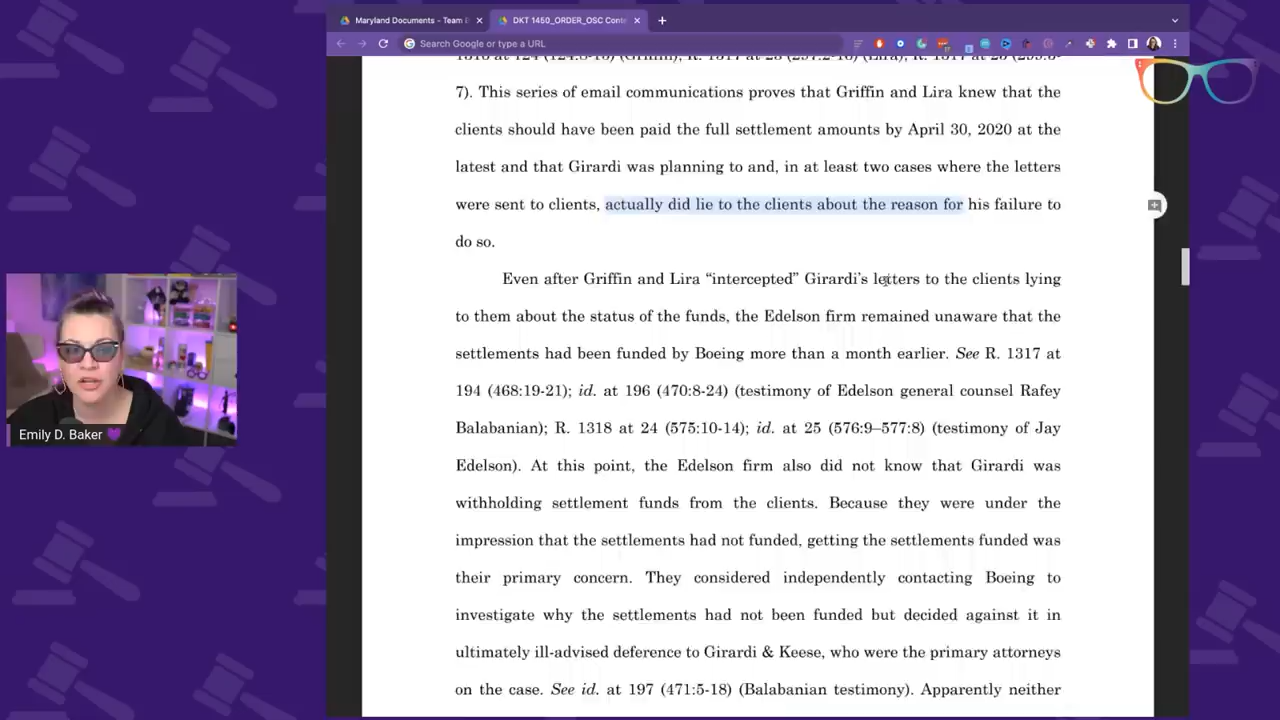 Maryland Documents - Team
DKT 1450_ORDER_OSC Conte
Search Google or type a URL
7). This series of email communications proves that Griffin and Lira knew that the
clients should have been paid the full settlement amounts by April 30, 2020 at the
latest and that Girardi was planning to and, in at least two cases where the letters
were sent to clients, actually did lie to the clients about the reason for his failure to
do so.
Even after Griffin and Lira “intercepted” Girardi’s letters to the clients lying
to them about the status of the funds, the Edelson firm remained unaware that the
settlements had been funded by Boeing more than a month earlier. See R. 1317 at
194 (468:19-21); id. at 196 (470:8-24) (testimony of Edelson general counsel Rafey
Balabanian); R. 1318 at 24 (575:10-14); id. at 25 (576:9–577:8) (testimony of Jay
Edelson). At this point, the Edelson firm also did not know that Girardi was
withholding settlement funds from the clients. Because they were under the
impression that the settlements had not funded, getting the settlements funded was
their primary concern. They considered independently contacting Boeing to
investigate why the settlements had not been funded but decided against it in
ultimately ill-advised deference to Girardi & Keese, who were the primary attorneys
on the case. See id. at 197 (471:5-18) (Balabanian testimony). Apparently neither
Emily D. Baker 💜